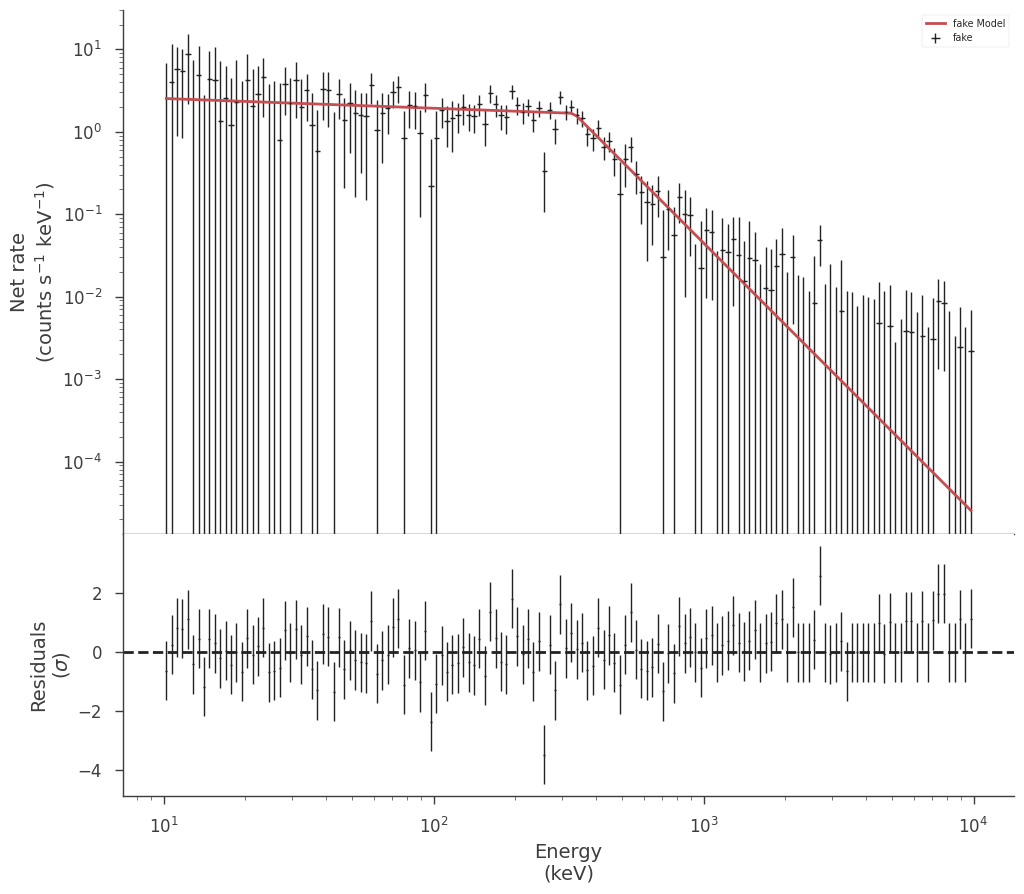 fake Model
fake
10¹
10⁰
10⁻¹
10⁻²
10⁻³
10⁻⁴
Net rate
(counts s⁻¹ keV⁻¹)
2
0
−2
−4
Residuals
(σ)
10¹
10²
10³
10⁴
Energy
(keV)